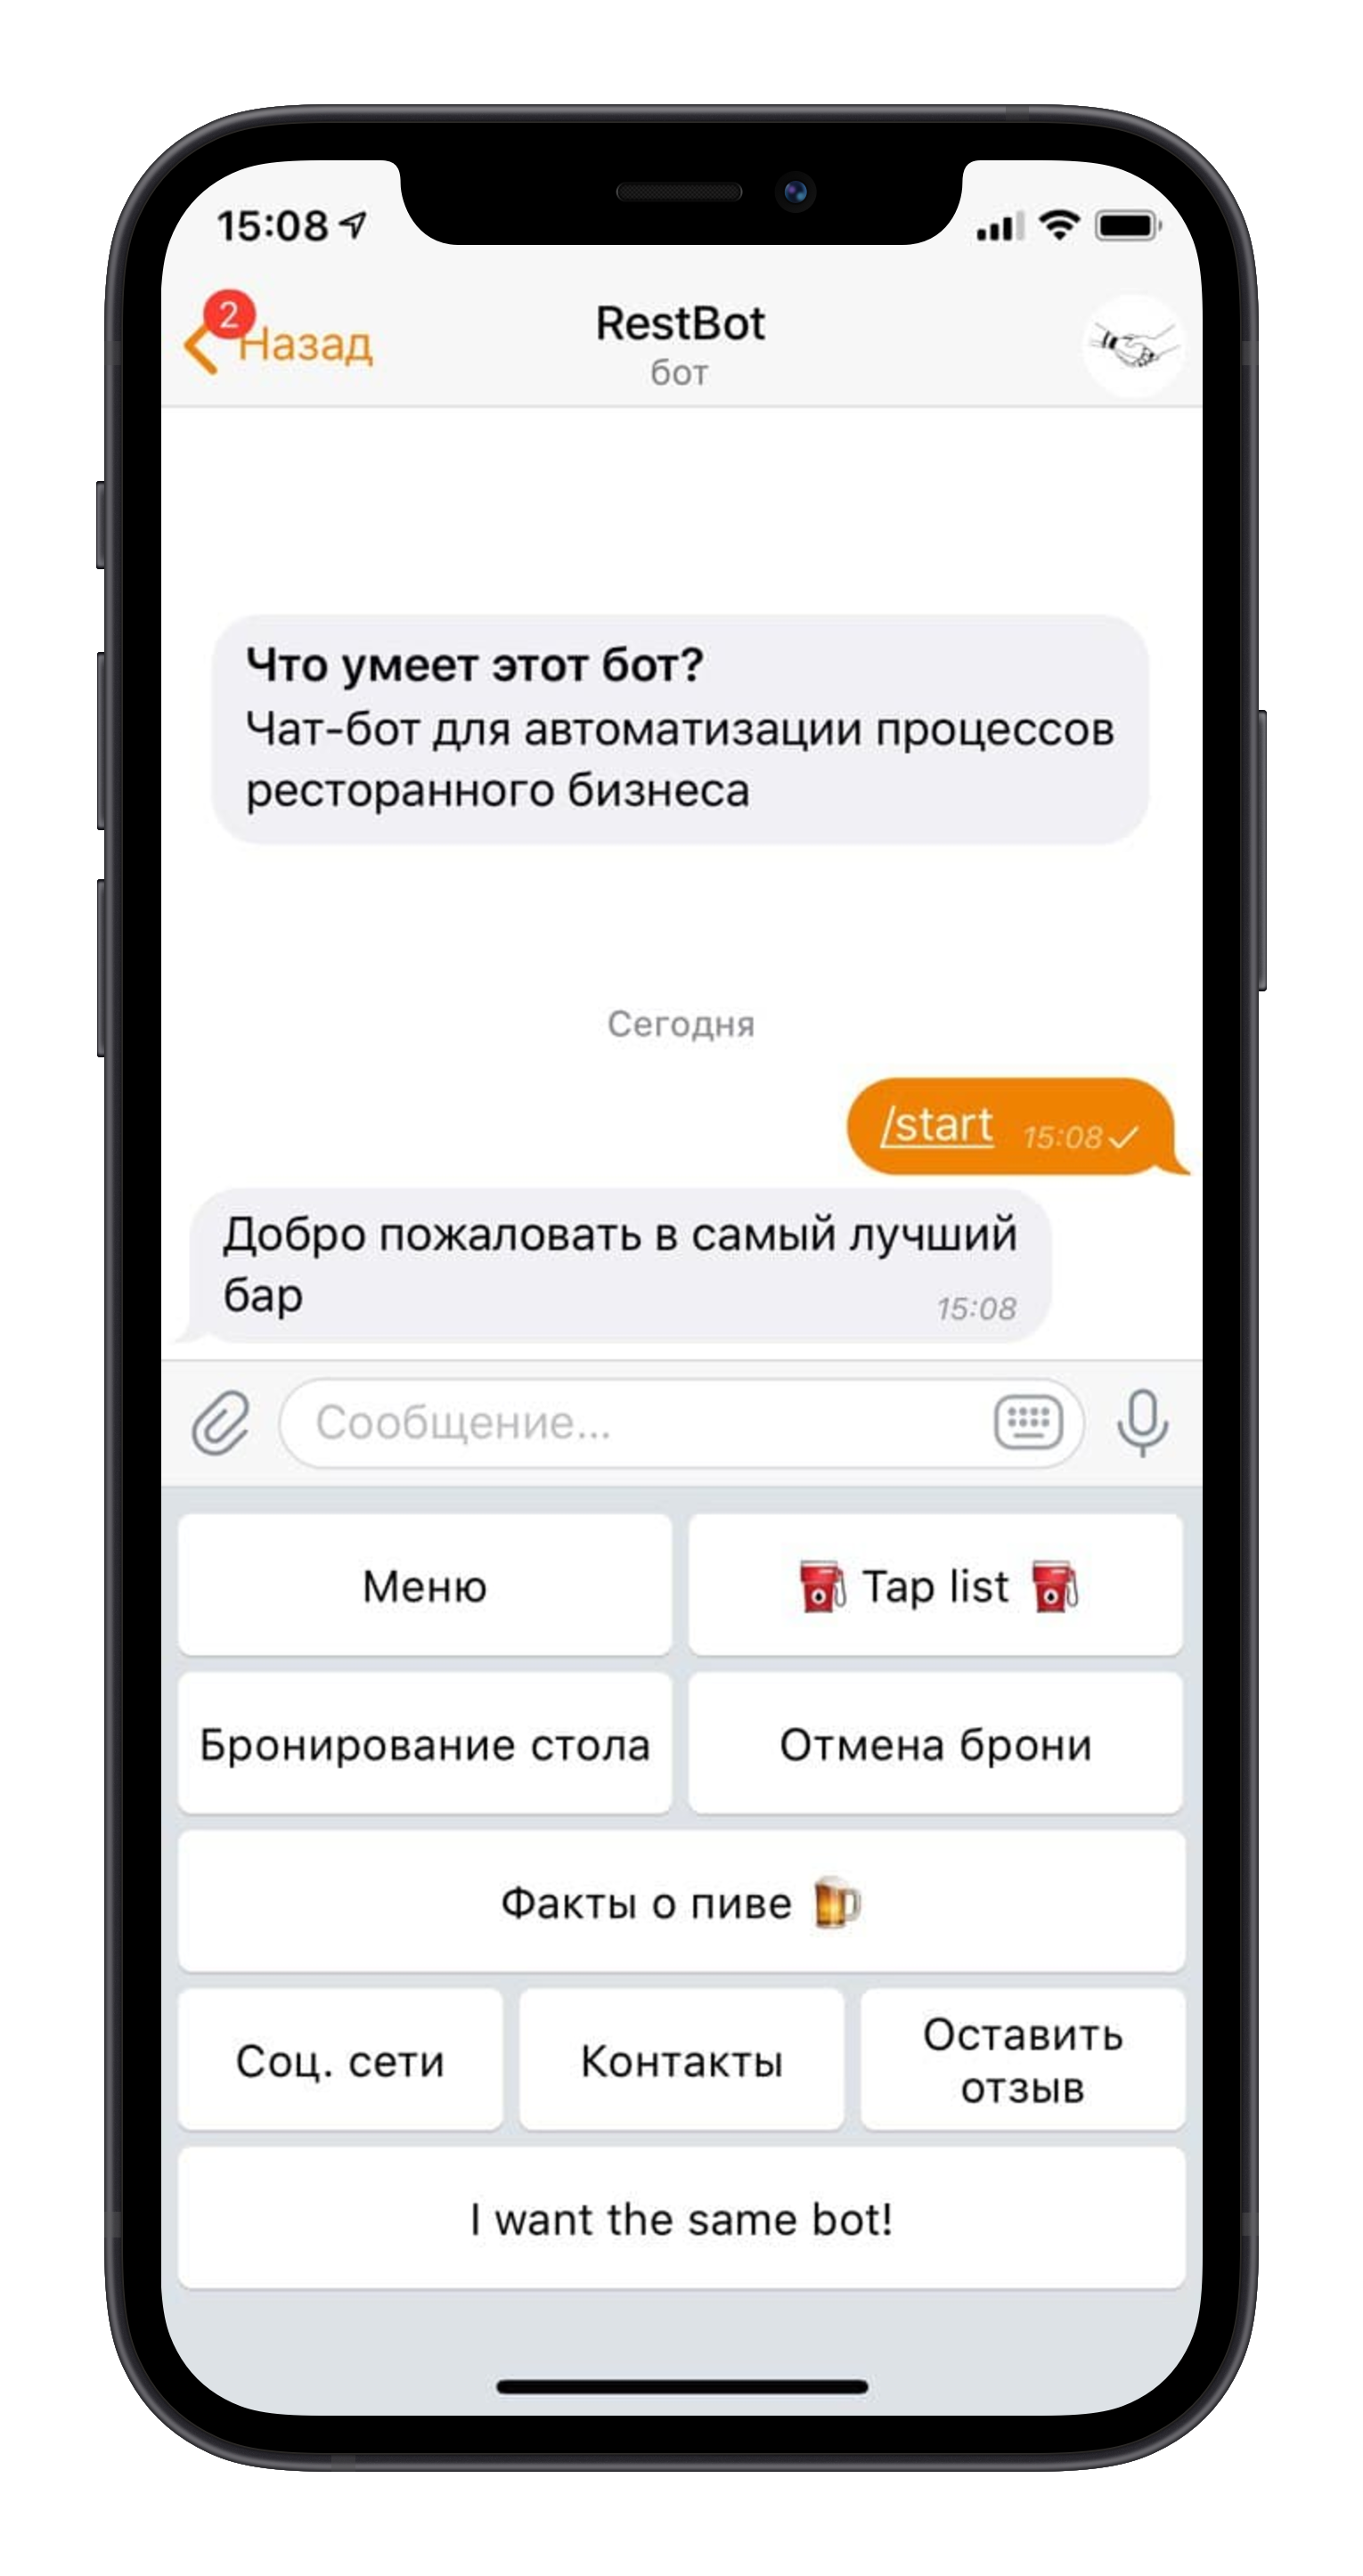 15:08
2
Назад
RestBot
бот
Что умеет этот бот?
Чат-бот для автоматизации процессов
ресторанного бизнеса
Сегодня
/start 15:08
Добро пожаловать в самый лучший
бар
15:08
Сообщение...
Меню
Tap list
Бронирование стола
Отмена брони
Факты о пиве
Соц. сети
Контакты
Оставить
отзыв
I want the same bot!